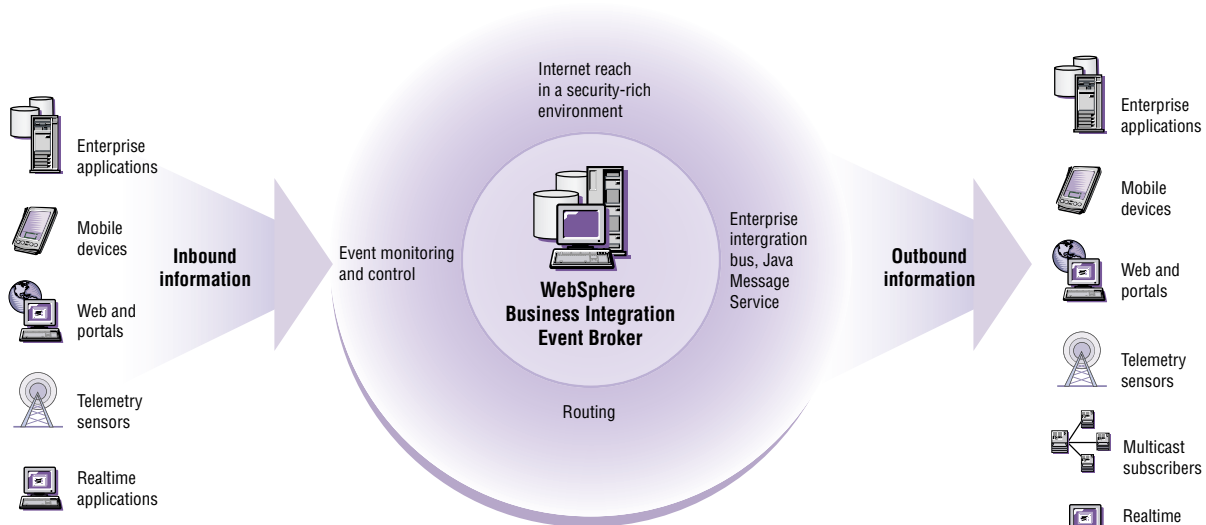 Enterprise
applications
Mobile
devices
Web and
portals
Telemetry
sensors
Realtime
applications
Inbound
information
Internet reach
in a security-rich
environment
Event monitoring
and control
WebSphere
Business Integration
Event Broker
Enterprise
intergration
bus, Java
Message
Service
Routing
Outbound
information
Enterprise
applications
Mobile
devices
Web and
portals
Telemetry
sensors
Multicast
subscribers
Realtime